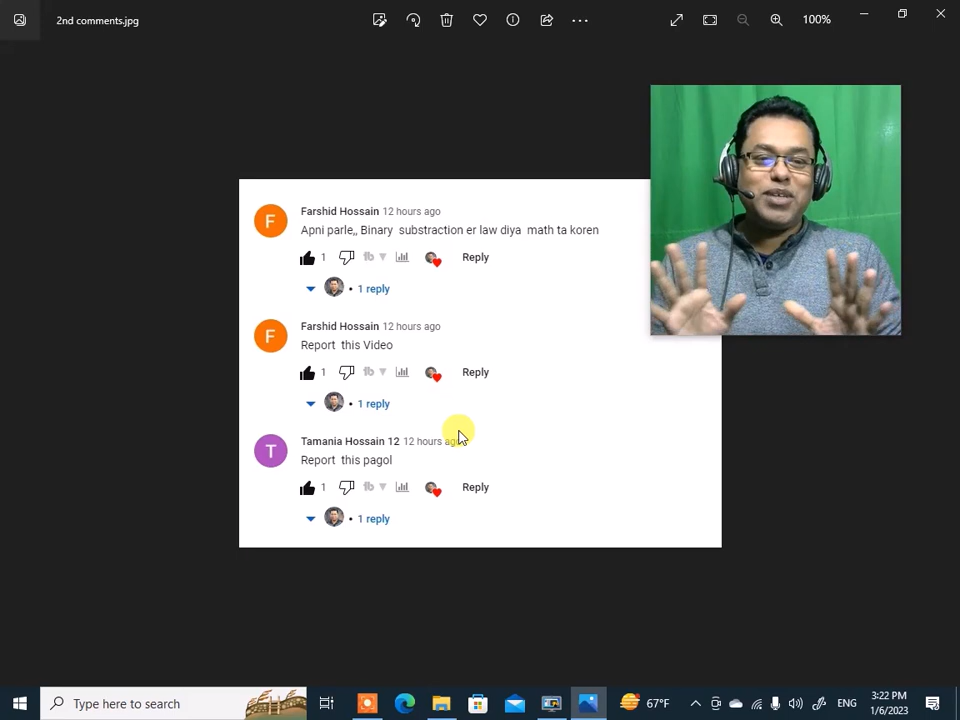 2nd comments.jpg
100%
F
Farshid Hossain 12 hours ago
Apni parle,, Binary substraction er law diya math ta koren
1
Reply
1 reply
F
Farshid Hossain 12 hours ago
Report this Video
1
Reply
1 reply
T
Tamania Hossain 12 12 hours ago
Report this pagol
1
Reply
1 reply
Type here to search
67°F
ENG
3:22 PM
1/6/2023